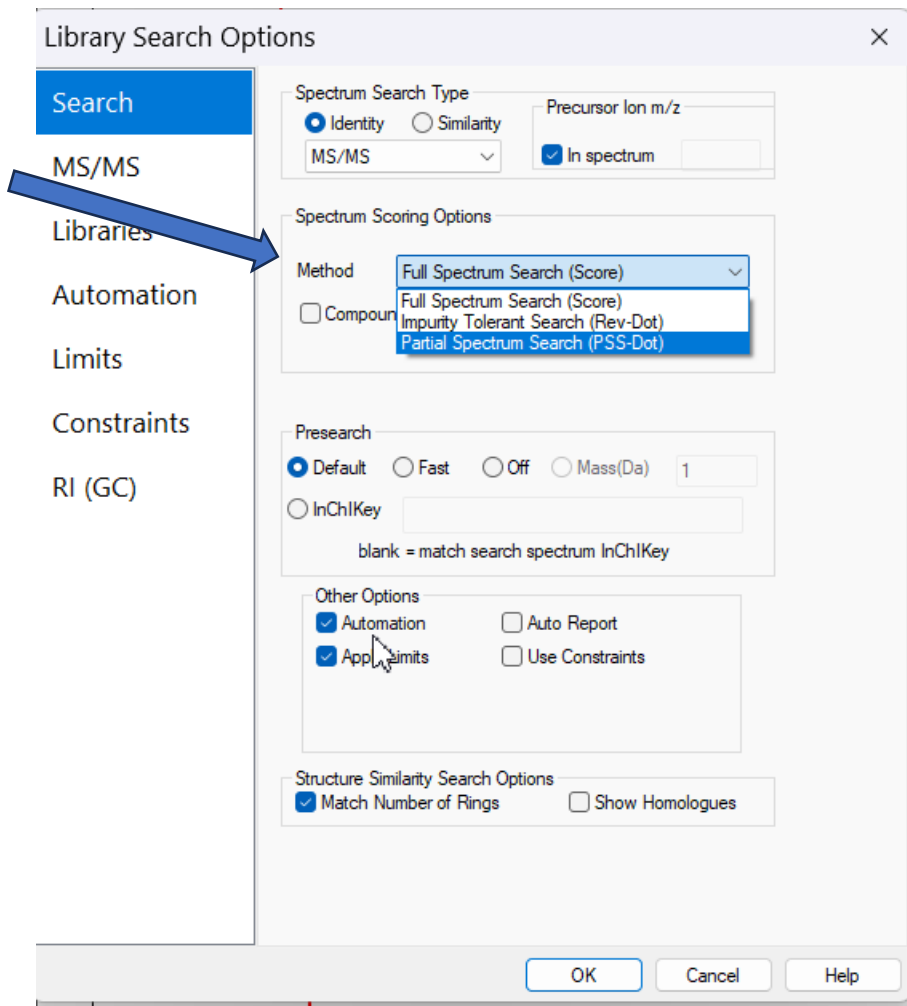 Library Search Options
Search
MS/MS
Libraries
Automation
Limits
Constraints
RI (GC)
Spectrum Search Type
Identity Similarity
MS/MS
Precursor Ion m/z
In spectrum
Spectrum Scoring Options
Method Full Spectrum Search (Score)
Full Spectrum Search (Score)
Impurity Tolerant Search (Rev-Dot)
Partial Spectrum Search (PSS-Dot)
Presearch
Default Fast Off Mass(Da) 1
InChIKey
blank = match search spectrum InChIKey
Other Options
Automation Auto Report
Use Constraints
Structure Similarity Search Options
Match Number of Rings Show Homologues
OK Cancel Help